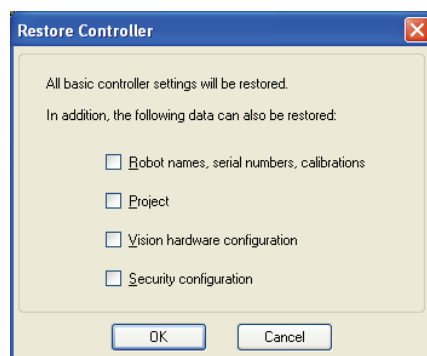 Restore Controller
All basic controller settings will be restored.
In addition, the following data can also be restored:
Robot names, serial numbers, calibrations
Project
Vision hardware configuration
Security configuration
OK Cancel